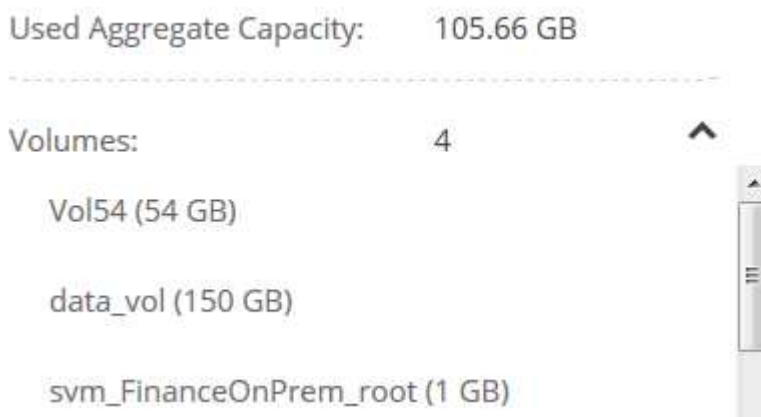 Used Aggregate Capacity: 105.66 GB
Volumes: 4
Vol54 (54 GB)
data_vol (150 GB)
svm_FinanceOnPrem_root (1 GB)